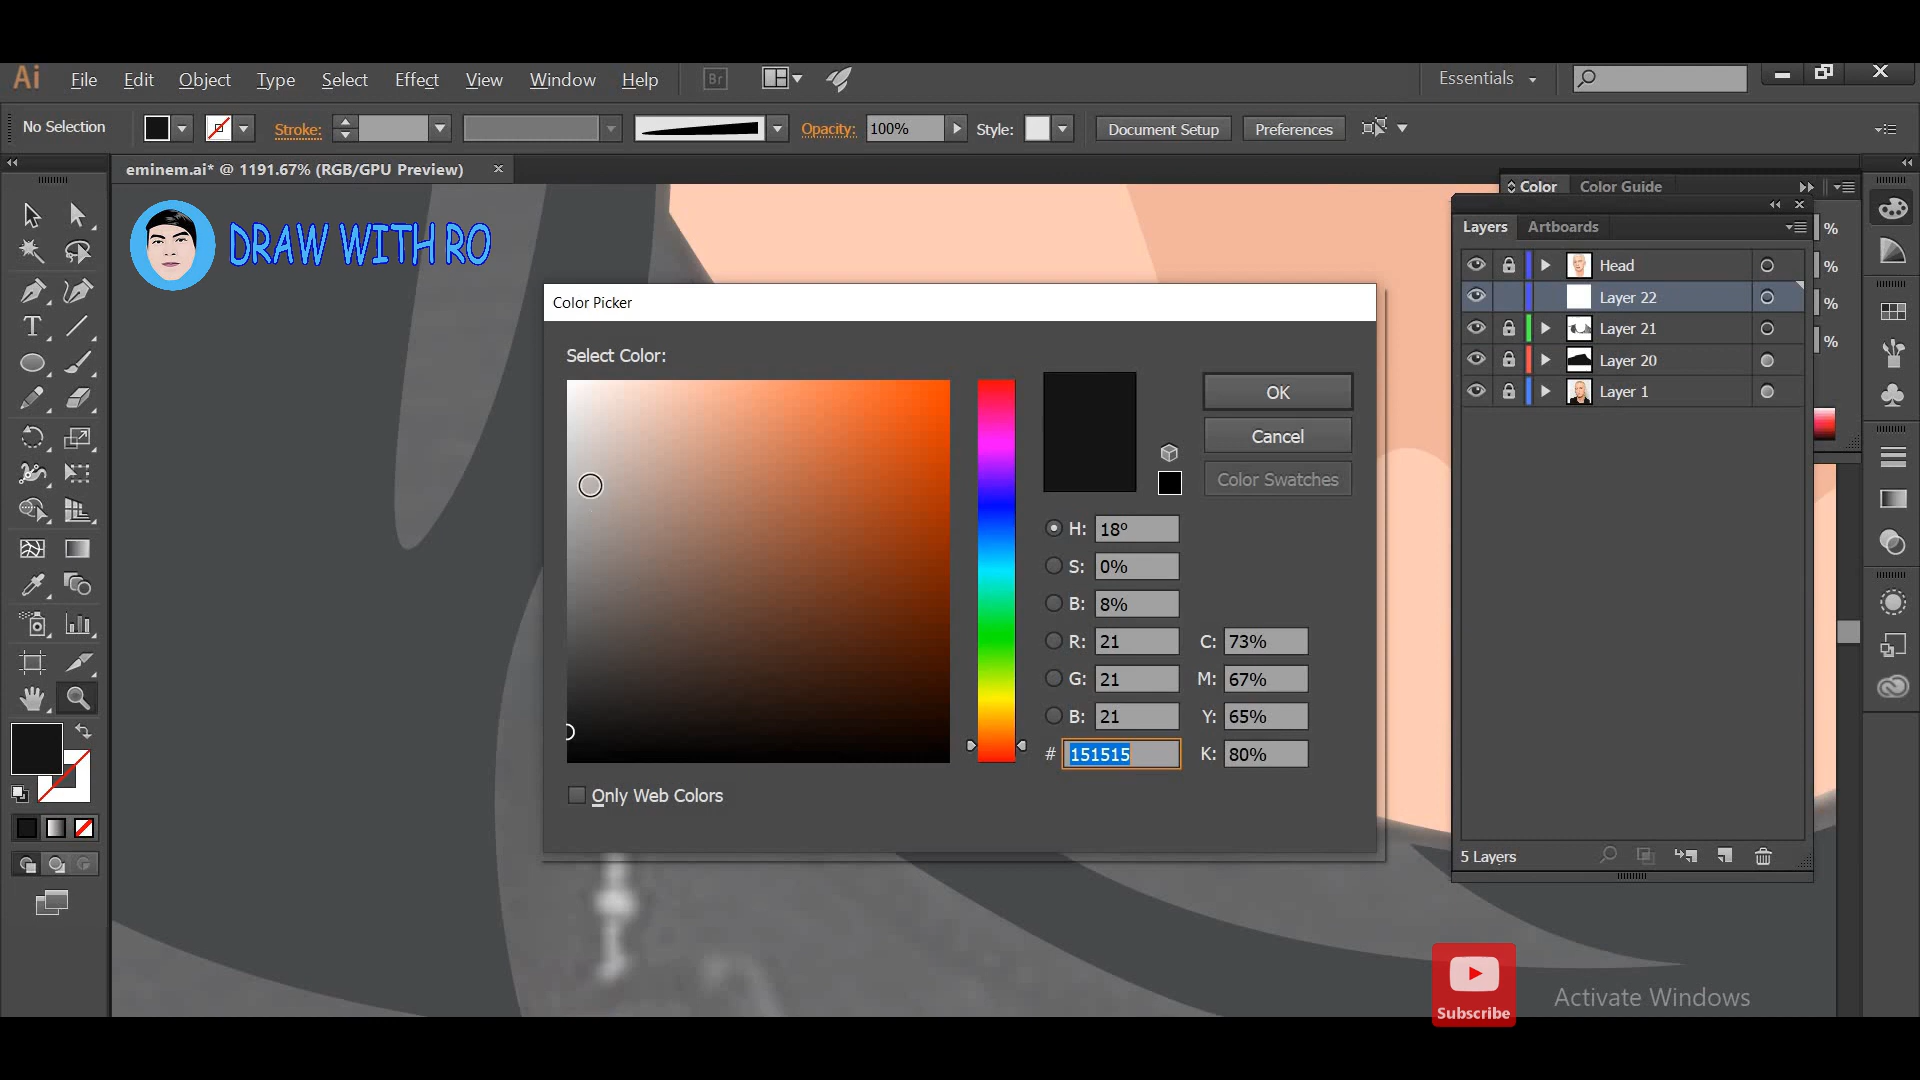 Ai File Edit Object Type Select Effect View Window Help Br Essentials
No Selection Stroke: Opacity: 100% Style: Document Setup Preferences
eminem.ai* @ 1191.67% (RGB/GPU Preview)
DRAW WITH RO
Color Color Guide
Layers Artboards
%
Head
%
Layer 22
%
Layer 21
%
Layer 20
Layer 1
5 Layers
Color Picker
Select Color:
OK
Cancel
Color Swatches
H: 18°
S: 0%
B: 8%
R: 21 C: 73%
G: 21 M: 67%
B: 21 Y: 65%
# 151515 K: 80%
Only Web Colors
Subscribe
Activate Windows